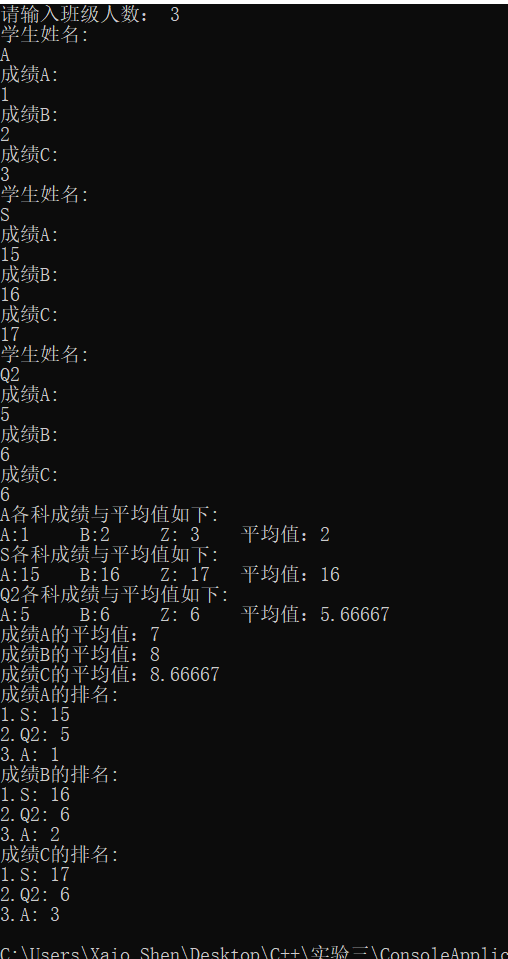 请输入班级人数： 3
学生姓名:
A
成绩A:
1
成绩B:
2
成绩C:
3
学生姓名:
S
成绩A:
15
成绩B:
16
成绩C:
17
学生姓名:
Q2
成绩A:
5
成绩B:
6
成绩C:
6
A各科成绩与平均值如下:
A:1 B:2 Z: 3 平均值：2
S各科成绩与平均值如下:
A:15 B:16 Z: 17 平均值：16
Q2各科成绩与平均值如下:
A:5 B:6 Z: 6 平均值：5.66667
成绩A的平均值：7
成绩B的平均值：8
成绩C的平均值：8.66667
成绩A的排名:
1.S: 15
2.Q2: 5
3.A: 1
成绩B的排名:
1.S: 16
2.Q2: 6
3.A: 2
成绩C的排名:
1.S: 17
2.Q2: 6
3.A: 3
C:\Users\Xaio Shen\Desktop\C++\实验三\ConsoleApplic